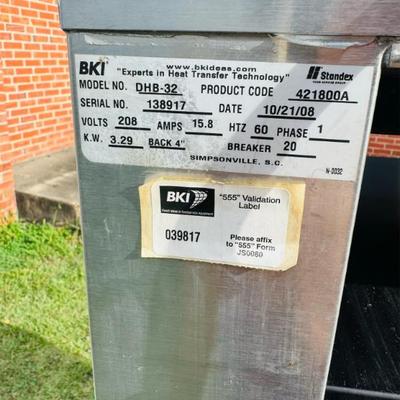 BKI www.bkideas.com Standex
"Experts in Heat Transfer Technology"
MODEL NO. DHB-32 PRODUCT CODE 421800A
SERIAL NO. 138917 DATE 10/21/08
VOLTS 208 AMPS 15.8 HTZ 60 PHASE 1
K.W. 3.29 BACK 4" BREAKER 20
SIMPSONVILLE, S.C.
N-0032
BKI "555" Validation
Label
039817 Please affix
to "555" Form
JS0080